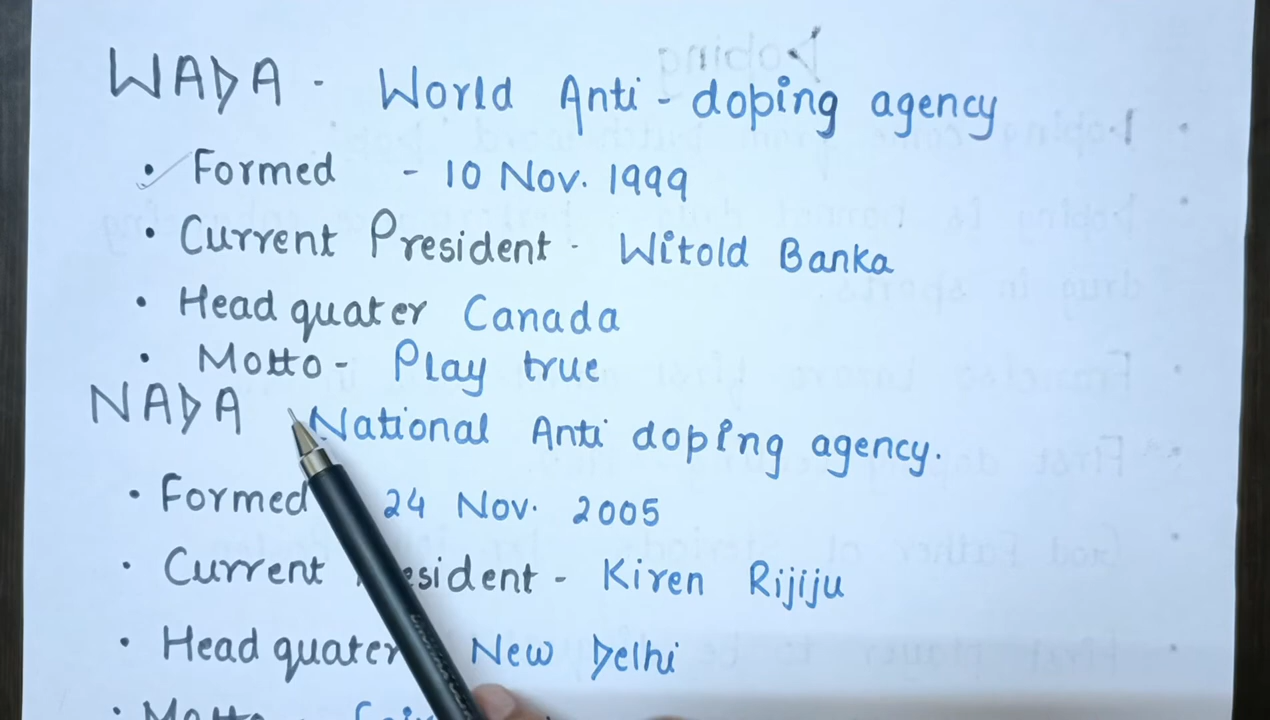 WADA - World Anti-doping agency
• Formed - 10 Nov. 1999
• Current President - Witold Banka
• Head quater Canada
• Motto - Play true
NADA National Anti doping agency.
• Formed 24 Nov. 2005
• Current esident - Kiren Rijiju
• Head quater New Delhi
• Motto -